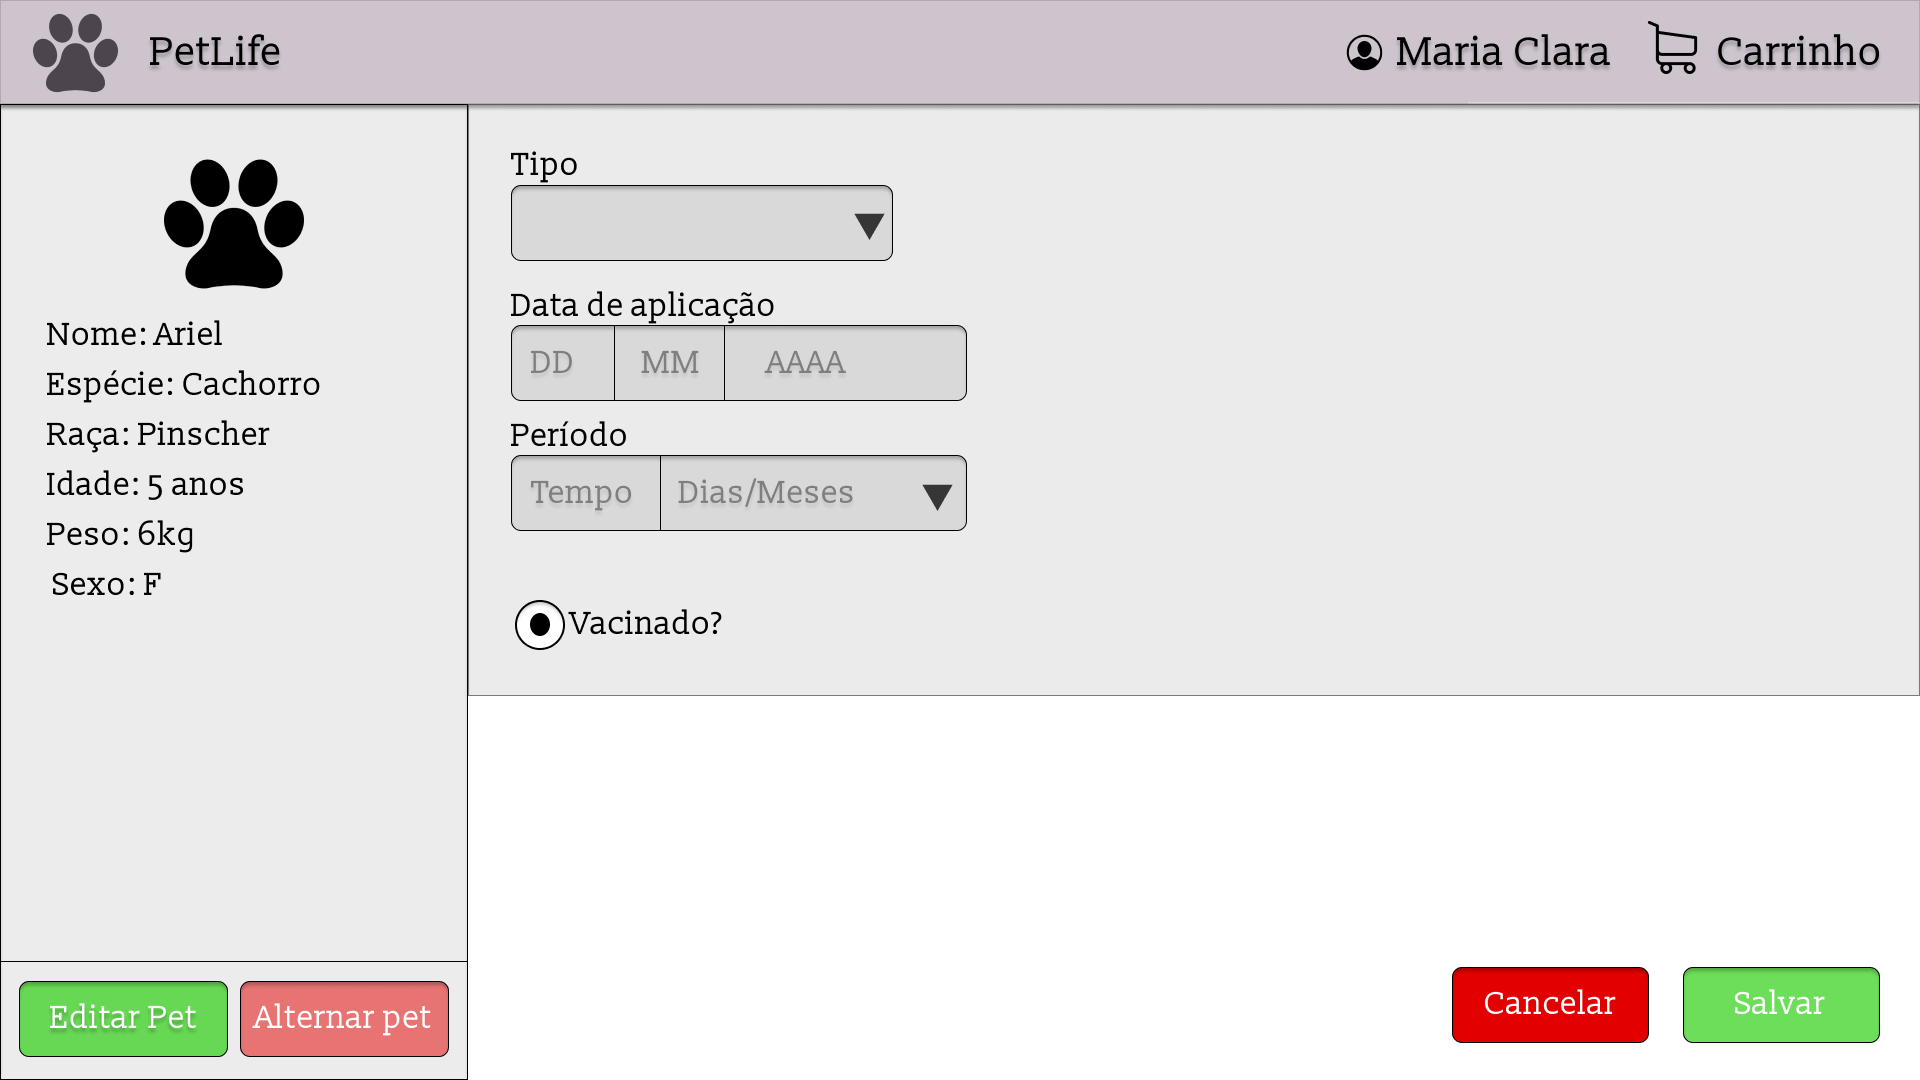 PetLife
Maria Clara
Carrinho
Nome: Ariel
Espécie: Cachorro
Raça: Pinscher
Idade: 5 anos
Peso: 6kg
Sexo: F
Editar Pet
Alternar pet
Tipo
Data de aplicação
DD MM AAAA
Período
Tempo Dias/Meses
Vacinado?
Cancelar
Salvar